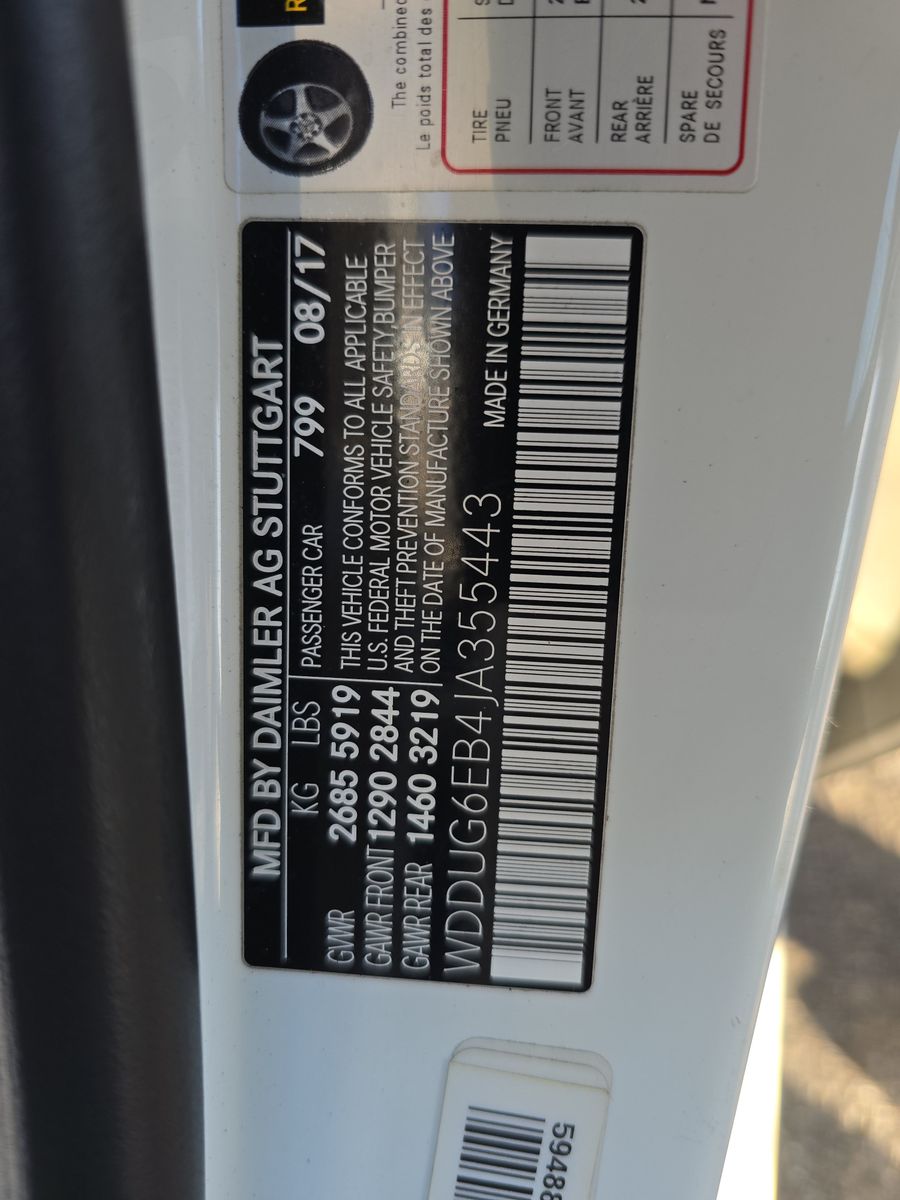 MFD BY DAIMLER AG STUTTGART
KG LBS PASSENGER CAR 799 08/17
GVWR 2685 5919 THIS VEHICLE CONFORMS TO ALL APPLICABLE
GAWR FRONT 1290 2844 U.S. FEDERAL MOTOR VEHICLE SAFETY, BUMPER
GAWR REAR 1460 3219 AND THEFT PREVENTION STANDARDS IN EFFECT
ON THE DATE OF MANUFACTURE SHOWN ABOVE
WDDUG6EB4JA355443 MADE IN GERMANY
The combined
Le poids total des
TIRE
PNEU
FRONT
AVANT
REAR
ARRIÈRE
SPARE
DE SECOURS
59488